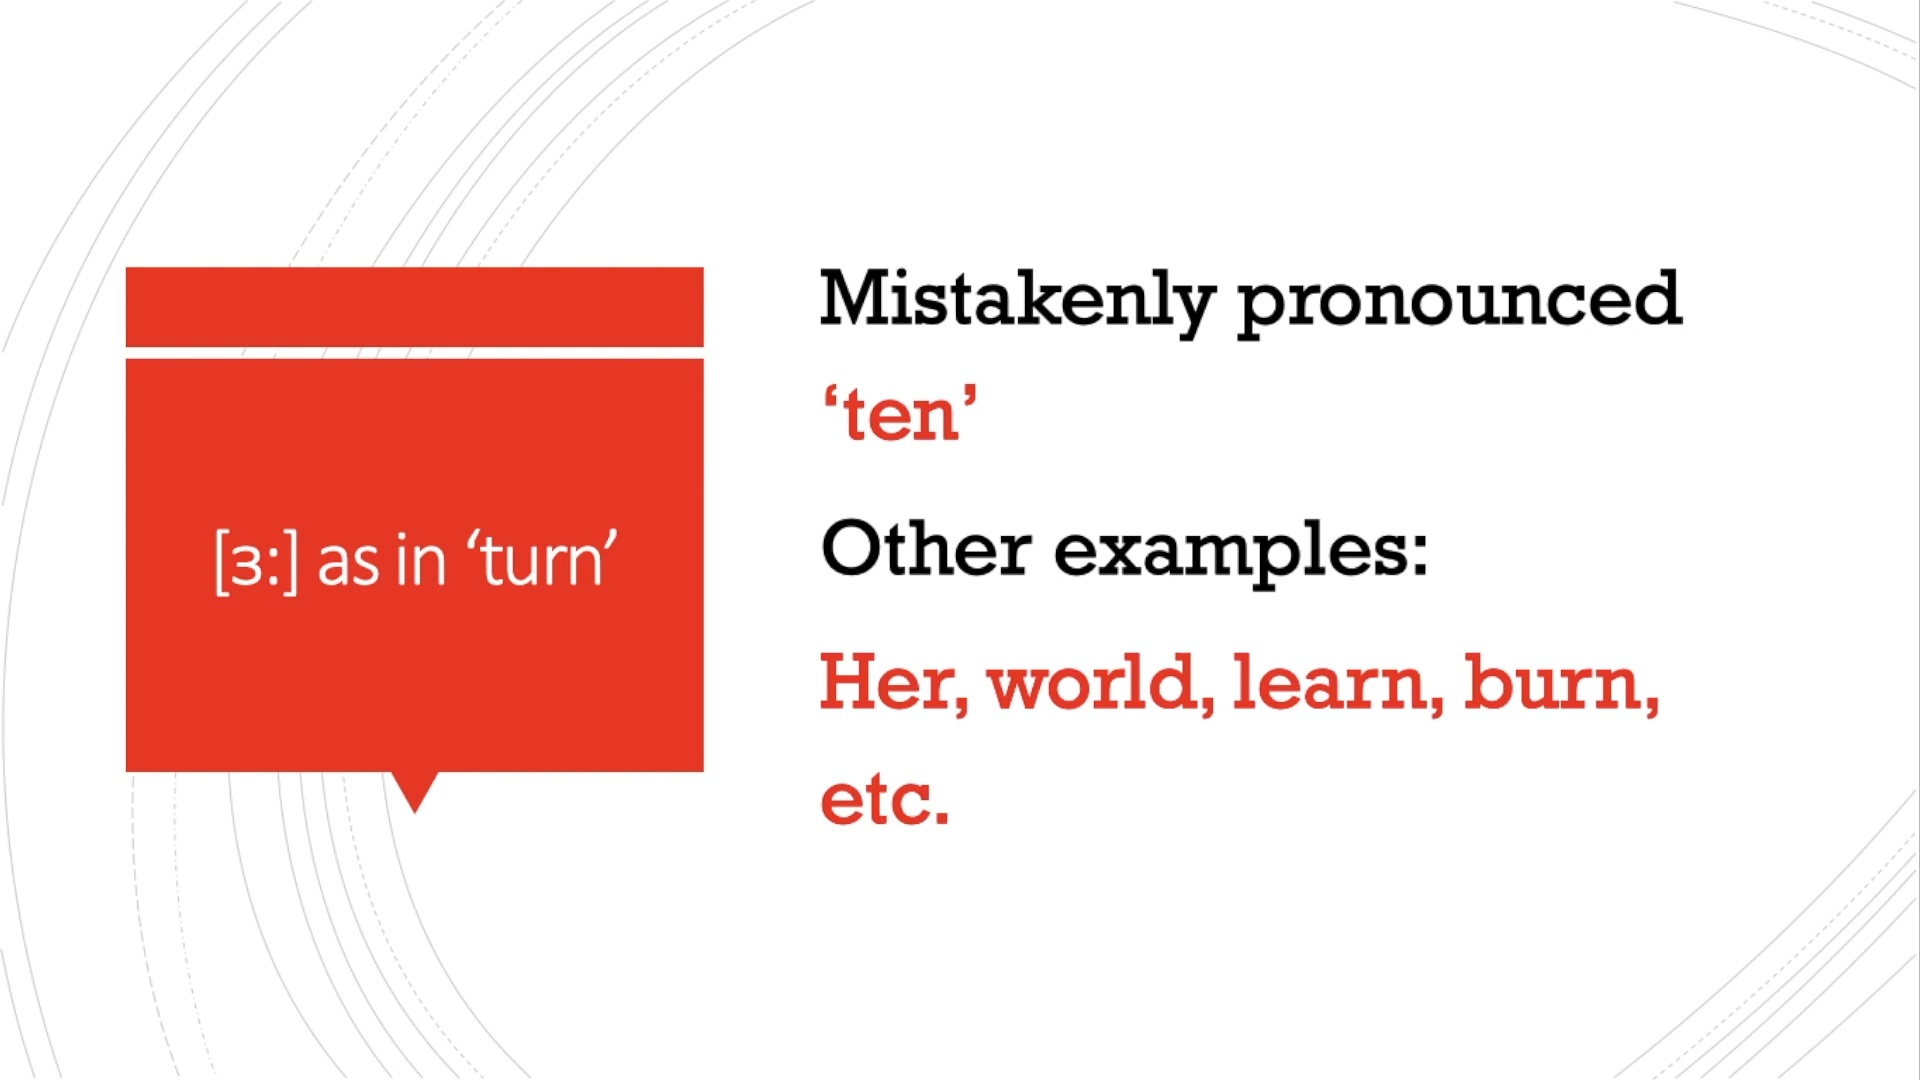 [ɜ:] as in ‘turn’
Mistakenly pronounced
‘ten’
Other examples:
Her, world, learn, burn,
etc.